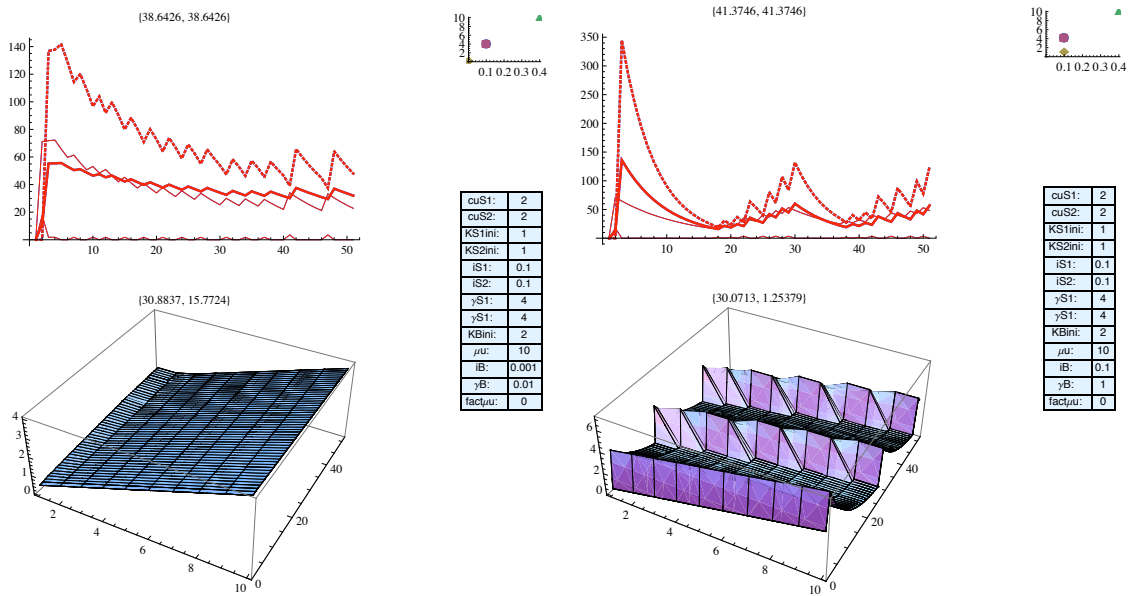 {38.6426, 38.6426}
140
120
100
80
60
40
20
10
20
30
40
50
10
8
6
4
2
0.1 0.2 0.3 0.4
{30.8837, 15.7724}
4
3
2
1
0
2
4
6
8
10
0
20
40
cuS1: 2
cuS2: 2
KS1ini: 1
KS2ini: 1
iS1: 0.1
iS2: 0.1
γS1: 4
γS1: 4
KBini: 2
μu: 10
iB: 0.001
γB: 0.01
factμu: 0
{41.3746, 41.3746}
350
300
250
200
150
100
50
10
20
30
40
50
10
8
6
4
2
0.1 0.2 0.3 0.4
{30.0713, 1.25379}
6
4
2
0
2
4
6
8
10
0
20
40
cuS1: 2
cuS2: 2
KS1ini: 1
KS2ini: 1
iS1: 0.1
iS2: 0.1
γS1: 4
γS1: 4
KBini: 2
μu: 10
iB: 0.1
γB: 1
factμu: 0